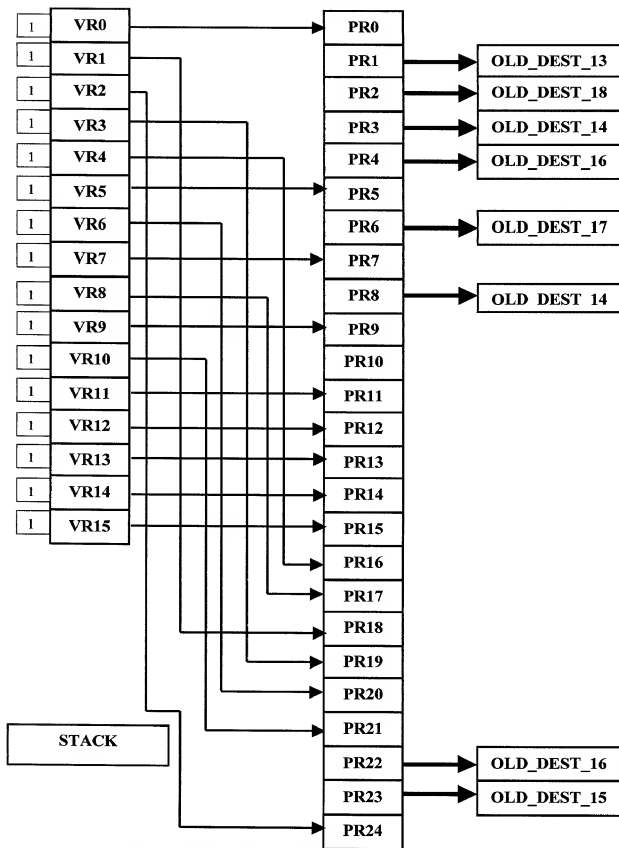 1 VR0 PR0
1 VR1 PR1 OLD_DEST_13
1 VR2 PR2 OLD_DEST_18
1 VR3 PR3 OLD_DEST_14
1 VR4 PR4 OLD_DEST_16
1 VR5 PR5
1 VR6 PR6 OLD_DEST_17
1 VR7 PR7
1 VR8 PR8 OLD DEST 14
1 VR9 PR9
1 VR10 PR10
1 VR11 PR11
1 VR12 PR12
1 VR13 PR13
1 VR14 PR14
1 VR15 PR15
PR16
PR17
PR18
PR19
PR20
PR21
STACK
PR22 OLD_DEST_16
PR23 OLD_DEST_15
PR24